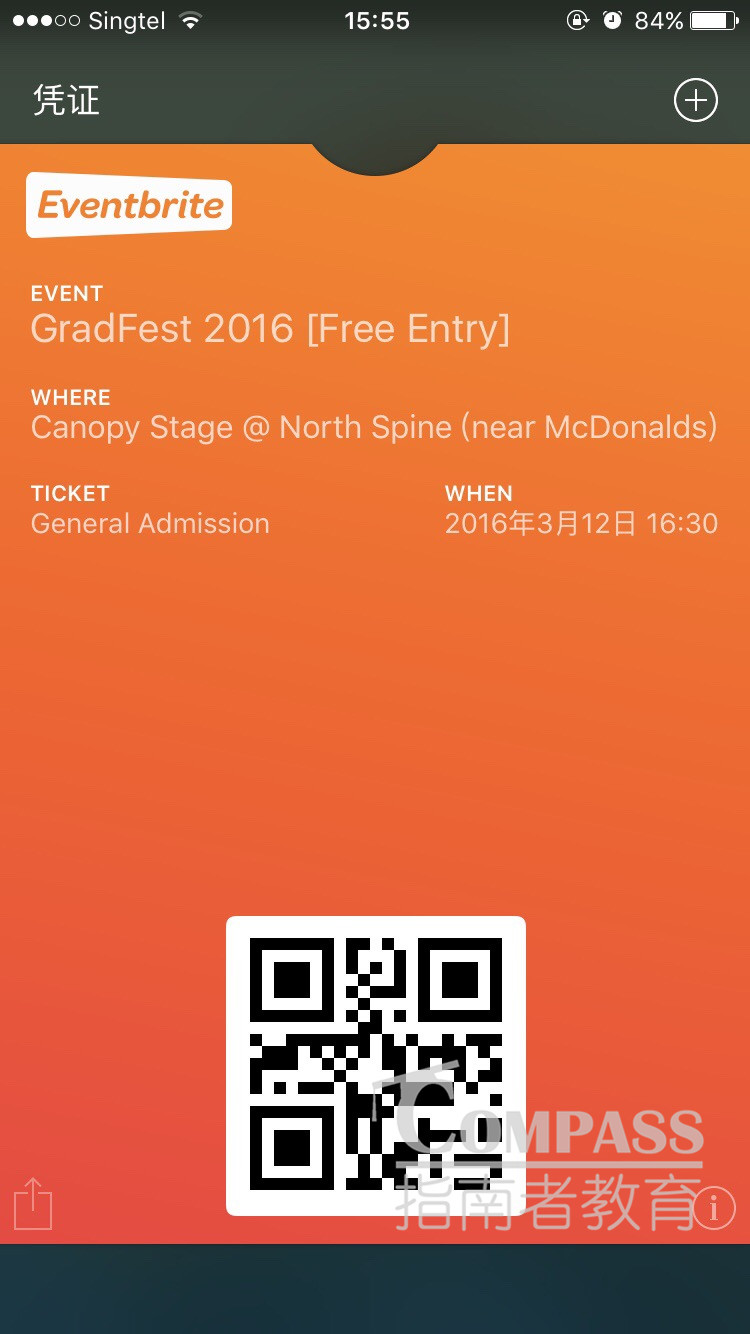 Singtel 15:55 84%
凭证
Eventbrite
EVENT
GradFest 2016 [Free Entry]
WHERE
Canopy Stage @ North Spine (near McDonalds)
TICKET WHEN
General Admission 2016年3月12日 16:30
COMPASS
指南者教育